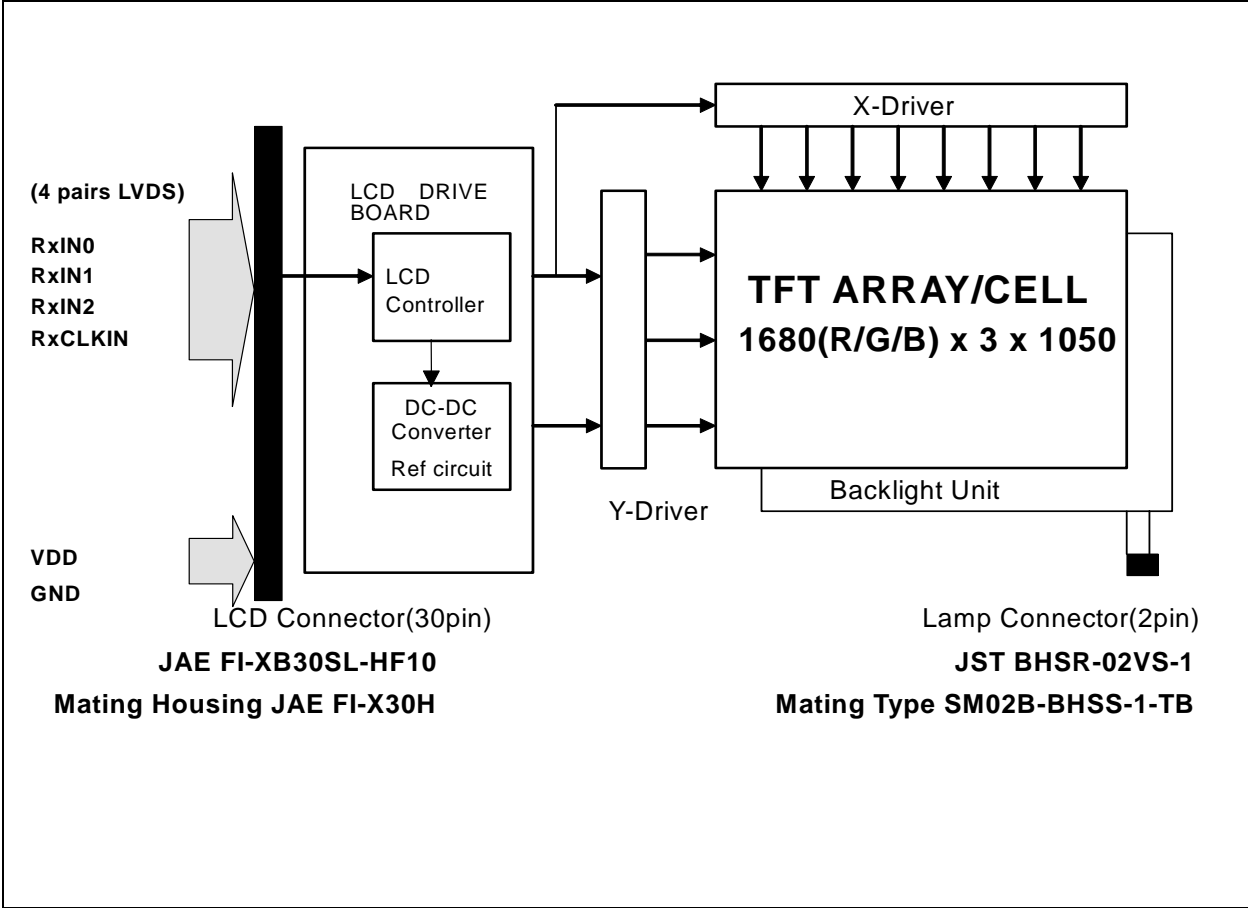 X-Driver
(4 pairs LVDS)
RxIN0
RxIN1
RxIN2
RxCLKIN
LCD DRIVE
BOARD
LCD
Controller
DC-DC
Converter
Ref circuit
TFT ARRAY/CELL
1680(R/G/B) x 3 x 1050
Backlight Unit
Y-Driver
VDD
GND
LCD Connector(30pin)
JAE FI-XB30SL-HF10
Mating Housing JAE FI-X30H
Lamp Connector(2pin)
JST BHSR-02VS-1
Mating Type SM02B-BHSS-1-TB